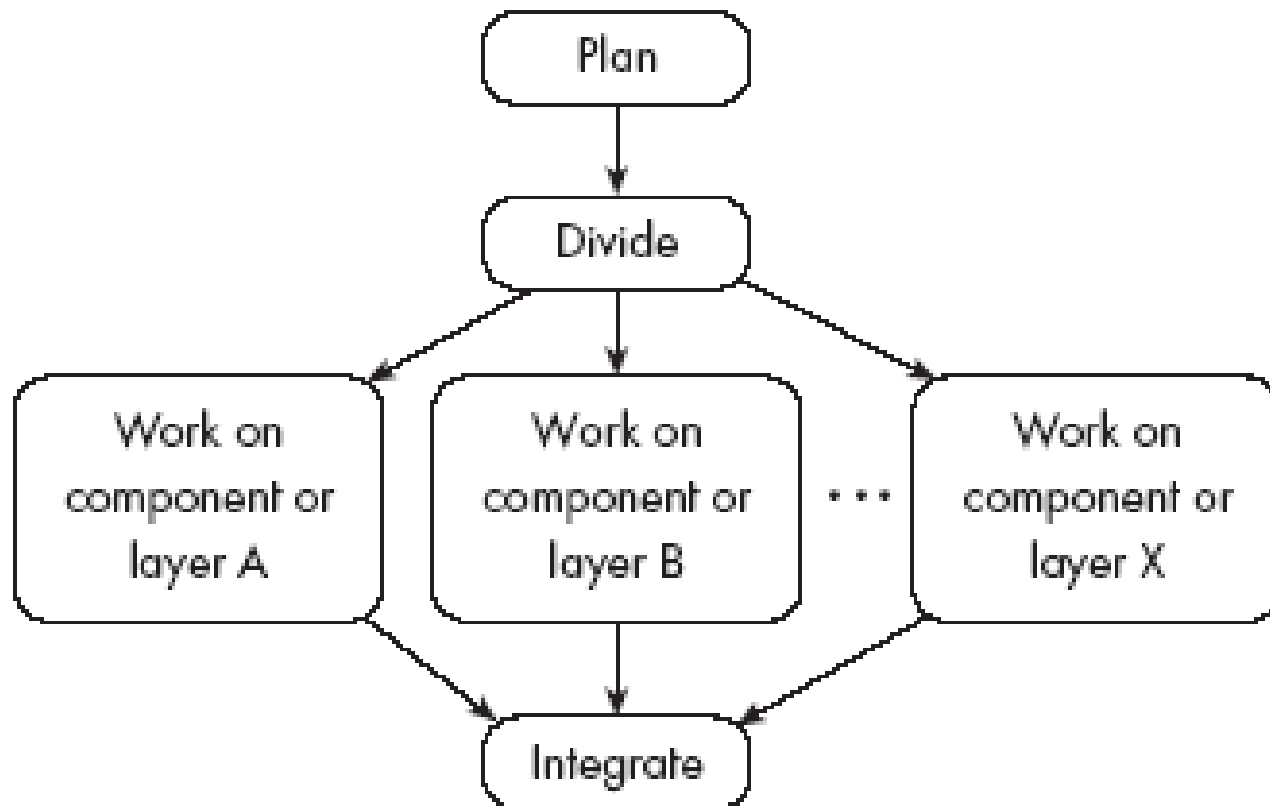 Plan
Divide
Work on
component or
layer A
Work on
component or
layer B
...
Work on
component or
layer X
Integrate